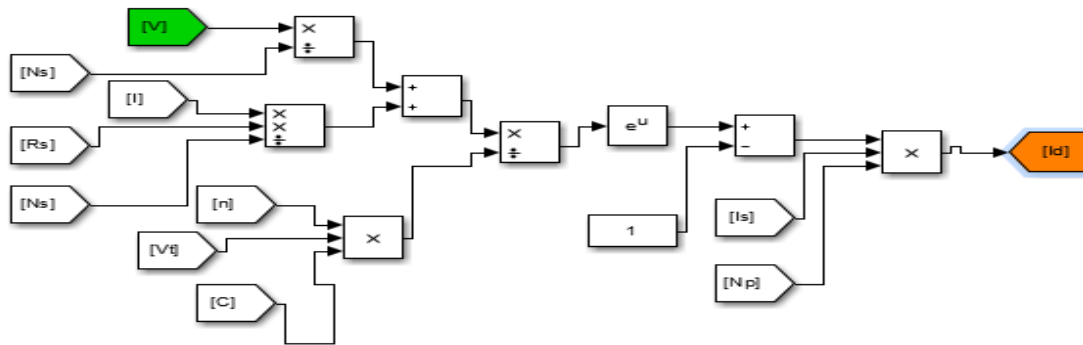 [V]
×
÷
[Ns]
[I]
+
+
×
×
÷
[Rs]
×
÷
e^u
+
−
×
[Id]
[Ns]
[n]
×
[Vt]
1
[Is]
[Np]
[C]